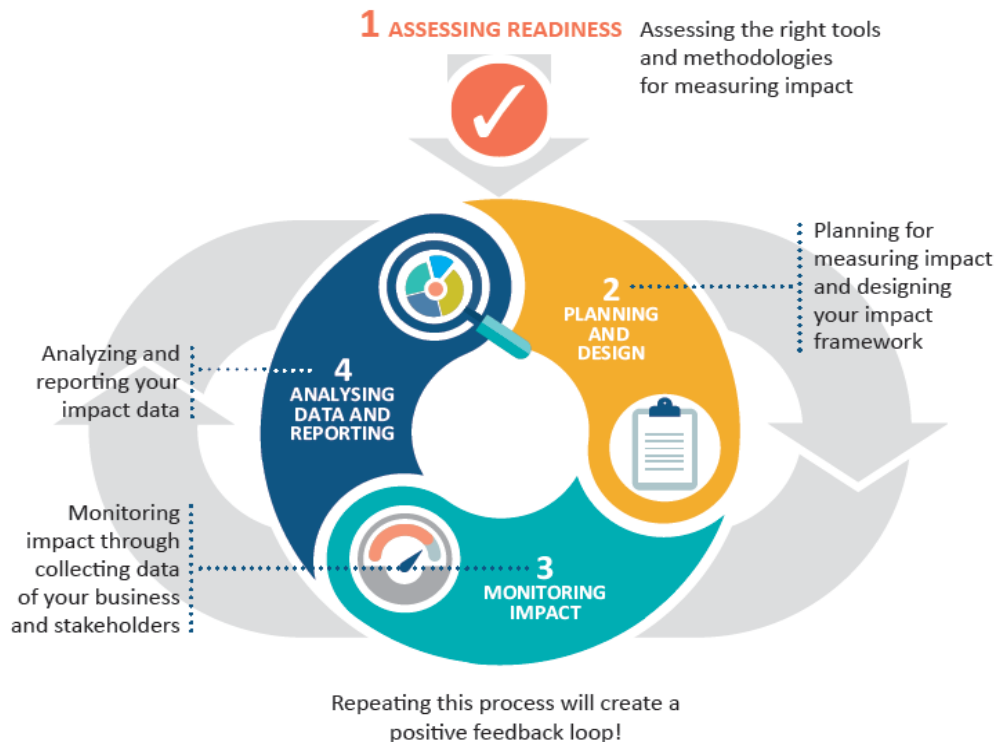 1 ASSESSING READINESS
Assessing the right tools
and methodologies
for measuring impact
2
PLANNING
AND
DESIGN
Planning for
measuring impact
and designing
your impact
framework
3
MONITORING
IMPACT
Monitoring
impact through
collecting data
of your business
and stakeholders
4
ANALYSING
DATA AND
REPORTING
Analyzing and
reporting your
impact data
Repeating this process will create a
positive feedback loop!